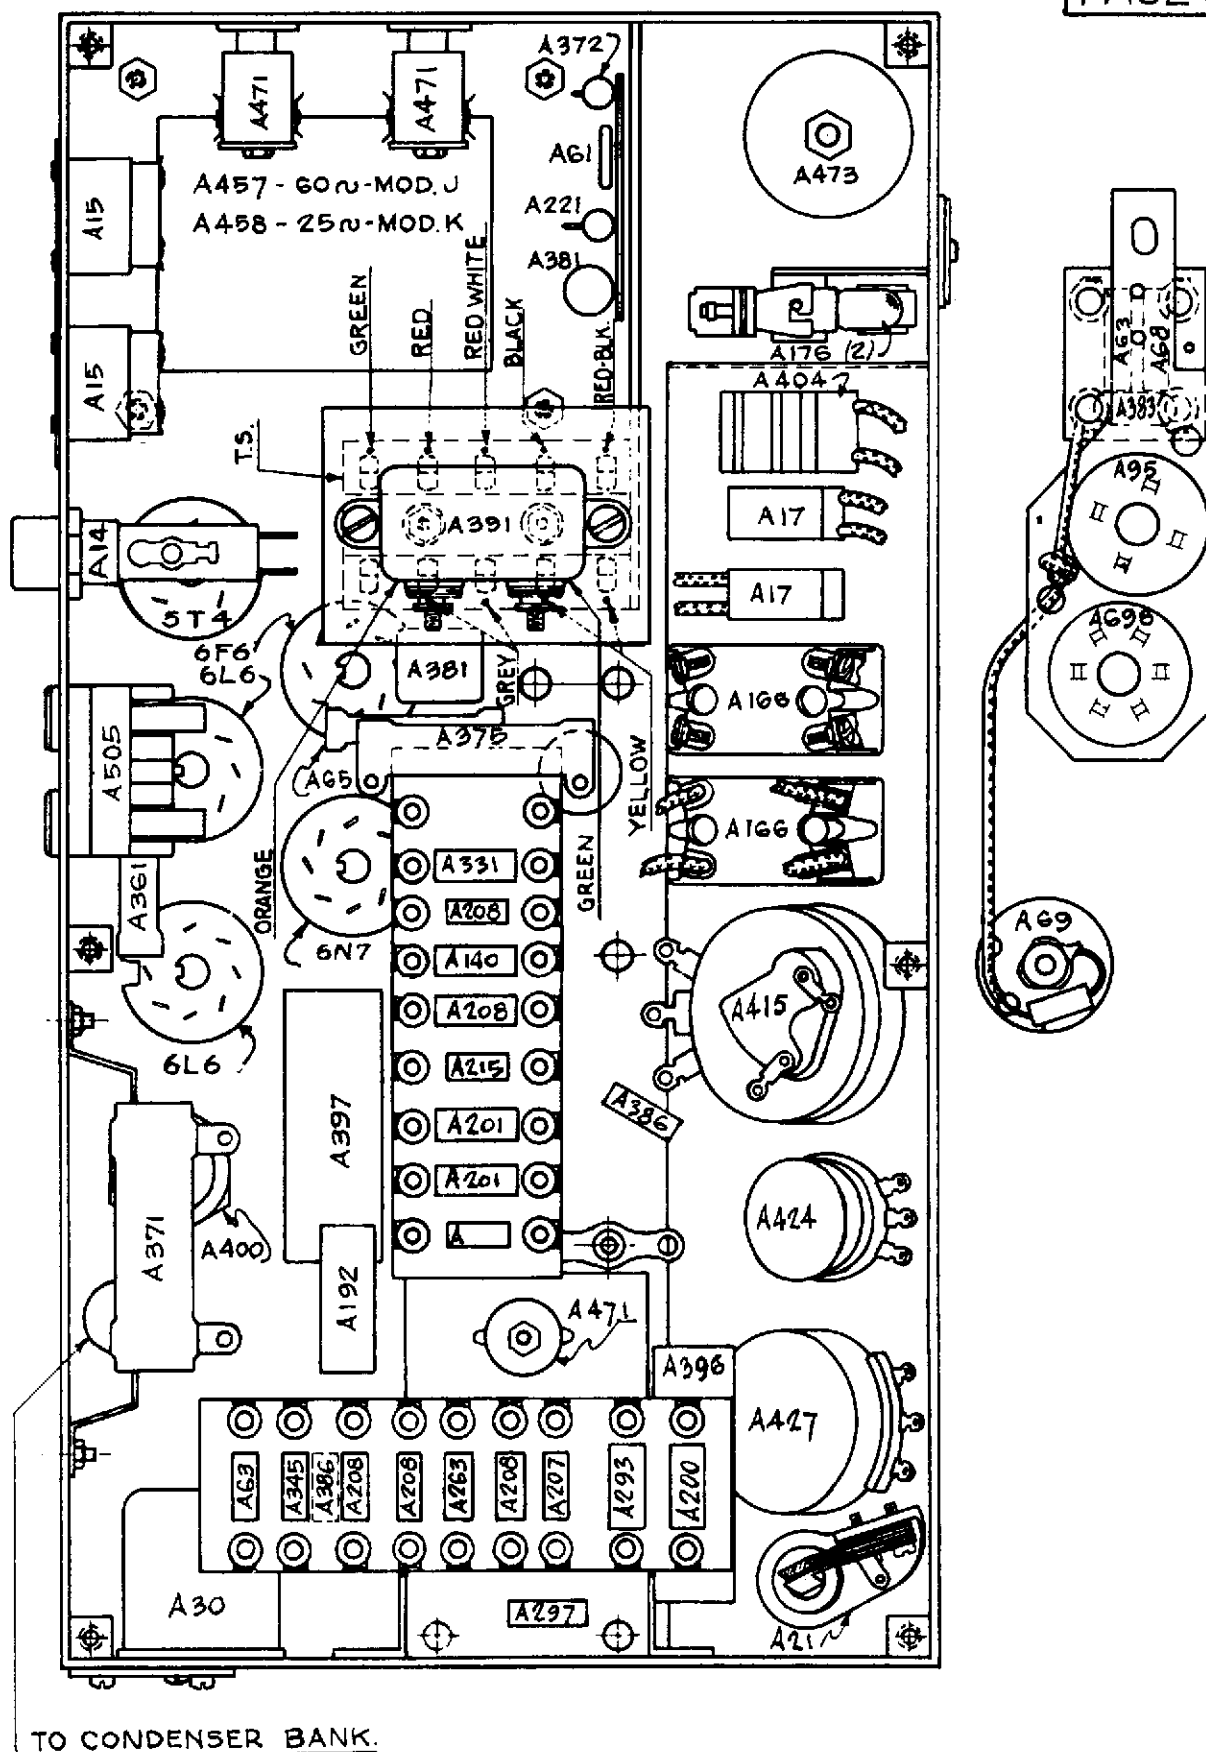 PAGE
A372
A471
A471
A61
A473
A457 - 60~-MOD. J
A458 - 25~-MOD. K
A15
A221
A381
GREEN
RED
RED WHITE
BLACK
RED-BLK.
A176 (2)
A63
A68
A383
A15
A404
T.S.
A95
A391
A17
A14
A17
5T4
A69B
6F6
6L6
A381
GREY
A168
A375
A505
A65
YELLOW
A166
ORANGE
GREEN
A331
A361
A208
A69
6N7
A140
A208
A415
6L6
A215
A386
A397
A201
A201
A424
A371
A400
A
A192
A471
A396
A427
A63
A345
A386
A208
A208
A263
A208
A207
A293
A200
A30
A297
A21
TO CONDENSER BANK.